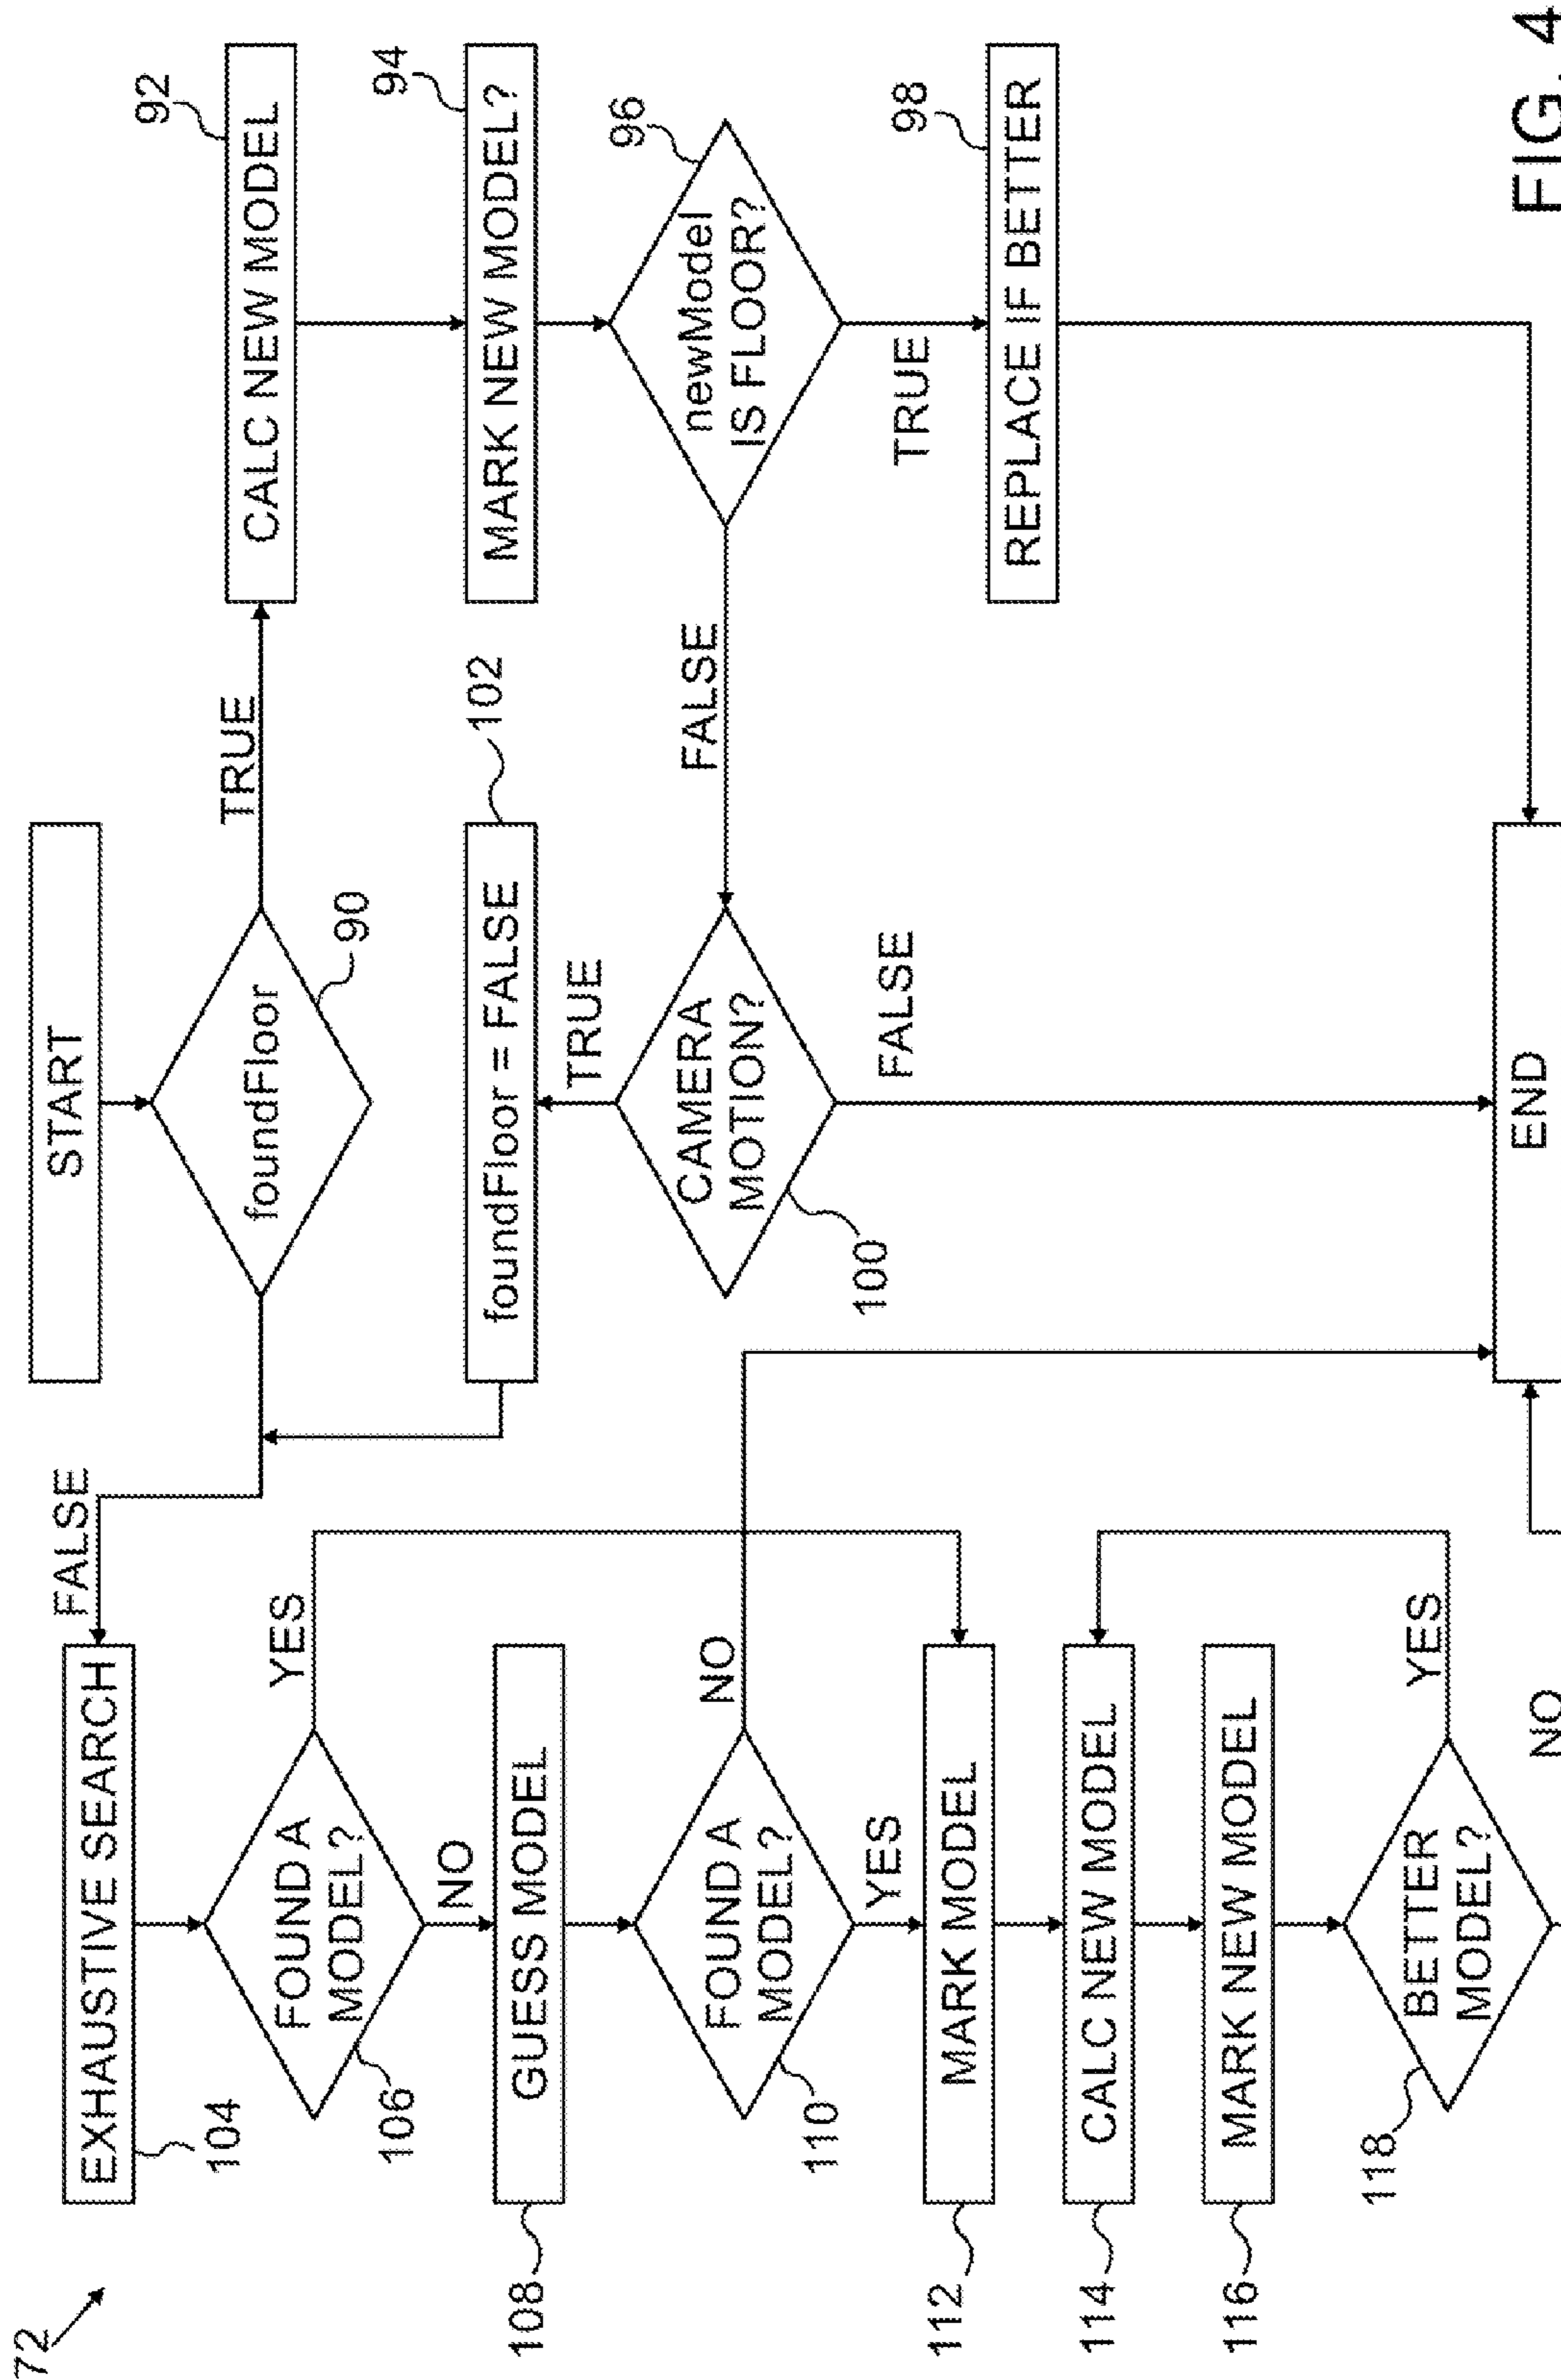 72
START
foundFloor
90
TRUE
FALSE
CALC NEW MODEL
92
MARK NEW MODEL?
94
newModel
IS FLOOR?
96
TRUE
FALSE
REPLACE IF BETTER
98
foundFloor = FALSE
102
TRUE
CAMERA
MOTION?
100
FALSE
EXHAUSTIVE SEARCH
104
FOUND A
MODEL?
106
YES
NO
GUESS MODEL
108
FOUND A
MODEL?
110
NO
YES
MARK MODEL
112
CALC NEW MODEL
114
MARK NEW MODEL
116
BETTER
MODEL?
118
YES
NO
END
FIG. 4